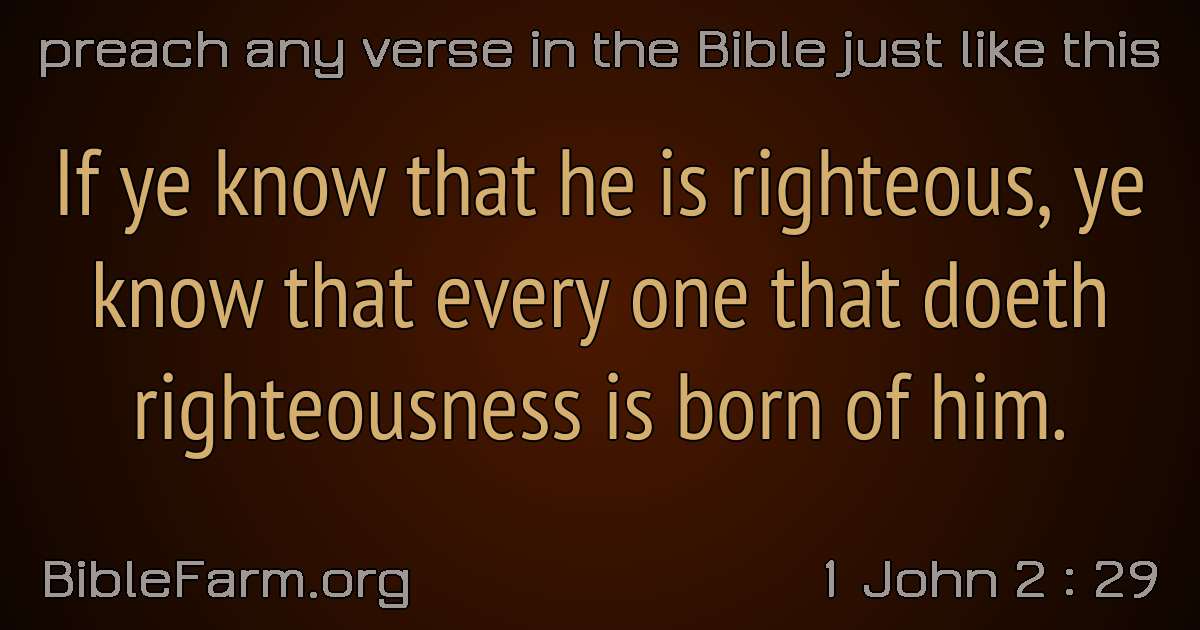 preach any verse in the Bible just like this
If ye know that he is righteous, ye
know that every one that doeth
righteousness is born of him.
BibleFarm.org
1 John 2 : 29